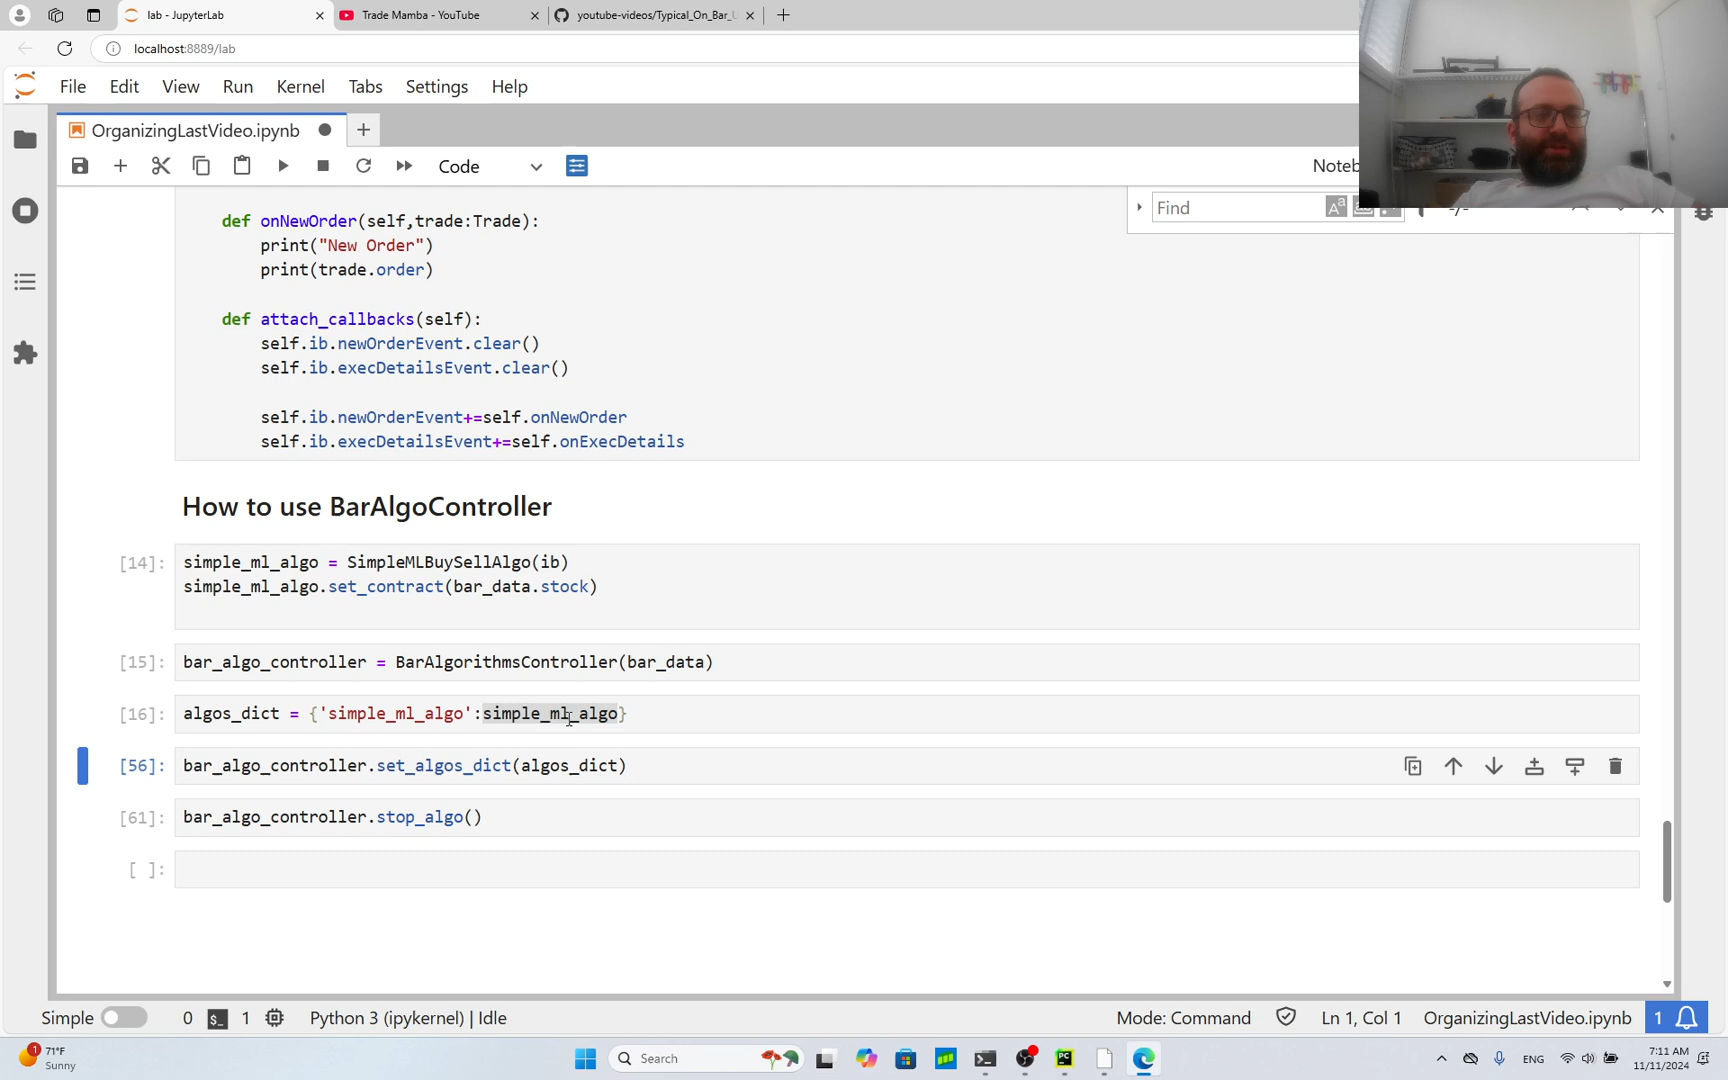 lab - JupyterLab
Trade Mamba - YouTube
youtube-videos/Typical_On_Bar_
localhost:8889/lab
File Edit View Run Kernel Tabs Settings Help
OrganizingLastVideo.ipynb
Code
Find
def onNewOrder(self,trade:Trade):
print("New Order")
print(trade.order)
def attach_callbacks(self):
self.ib.newOrderEvent.clear()
self.ib.execDetailsEvent.clear()
self.ib.newOrderEvent+=self.onNewOrder
self.ib.execDetailsEvent+=self.onExecDetails
How to use BarAlgoController
[14]: simple_ml_algo = SimpleMLBuySellAlgo(ib)
simple_ml_algo.set_contract(bar_data.stock)
[15]: bar_algo_controller = BarAlgorithmsController(bar_data)
[16]: algos_dict = {'simple_ml_algo':simple_ml_algo}
[56]: bar_algo_controller.set_algos_dict(algos_dict)
[61]: bar_algo_controller.stop_algo()
[ ]:
Simple 0 $_ 1 Python 3 (ipykernel) | Idle Mode: Command Ln 1, Col 1 OrganizingLastVideo.ipynb 1
1 71°F
Sunny
Search
PC
ENG
7:11 AM
11/11/2024